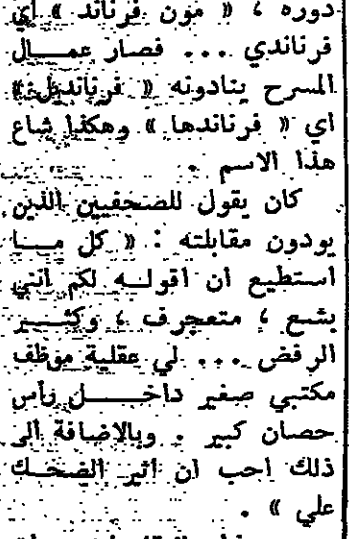 دوره ، « مون فرناند » اي
فرناندي ... فصار عمال
المسرح ينادونه « فرنانديل »
اي « فرناندها » وهكذا شاع
هذا الاسم .
كان يقول للصحفيين الذين
يودون مقابلته : « كل ما
استطيع ان اقوله لكم انني
بشع ، متعجرف ، وكثير
الرفض ... لي عقلية موظف
مكتبي صغير داخل رأس
حصان كبير . وبالاضافة الى
ذلك احب ان اثير الضحك
علي » .